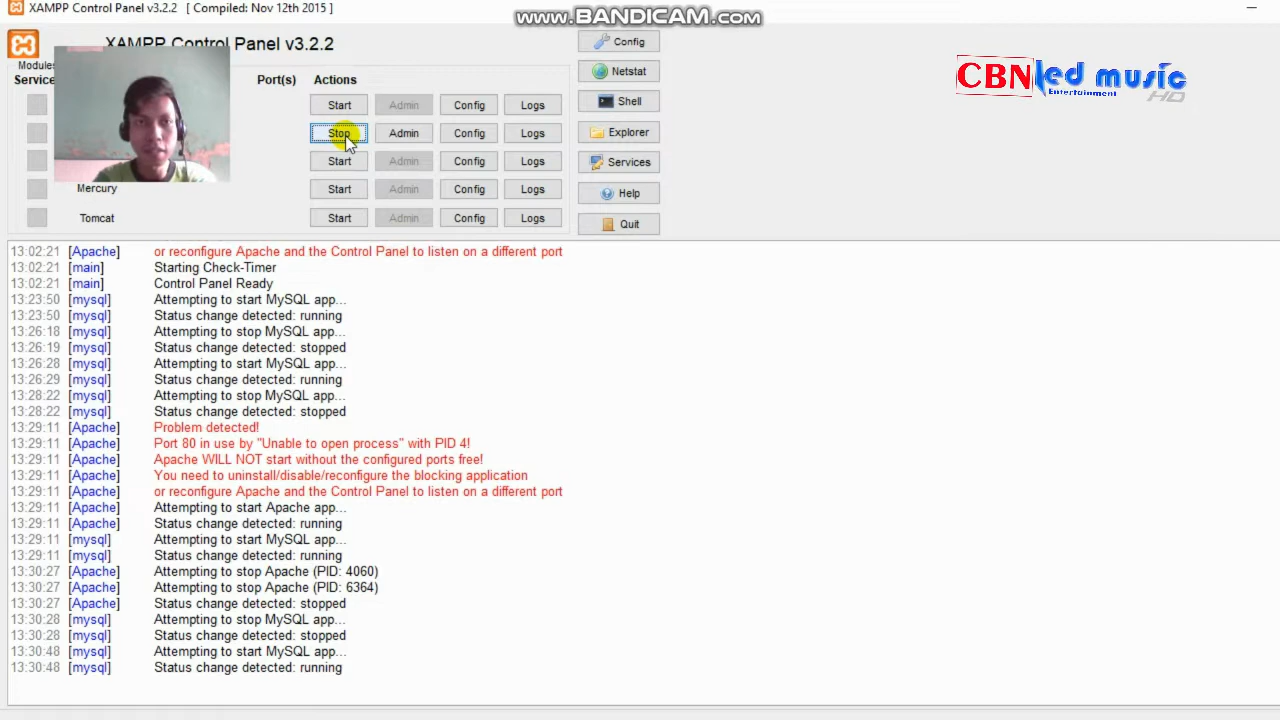 XAMPP Control Panel v3.2.2 [ Compiled: Nov 12th 2015 ]
www.BANDICAM.com
XAMPP Control Panel v3.2.2
Config
Modules
Service
Port(s)
Actions
Netstat
Start Admin Config Logs
Shell
Stop Admin Config Logs
Explorer
Start Admin Config Logs
Services
Mercury Start Admin Config Logs
Help
Tomcat Start Admin Config Logs
Quit
CBN led music
Entertainment
HD
13:02:21 [Apache] or reconfigure Apache and the Control Panel to listen on a different port
13:02:21 [main] Starting Check-Timer
13:02:21 [main] Control Panel Ready
13:23:50 [mysql] Attempting to start MySQL app...
13:23:50 [mysql] Status change detected: running
13:26:18 [mysql] Attempting to stop MySQL app...
13:26:19 [mysql] Status change detected: stopped
13:26:28 [mysql] Attempting to start MySQL app...
13:26:29 [mysql] Status change detected: running
13:28:22 [mysql] Attempting to stop MySQL app...
13:28:22 [mysql] Status change detected: stopped
13:29:11 [Apache] Problem detected!
13:29:11 [Apache] Port 80 in use by "Unable to open process" with PID 4!
13:29:11 [Apache] Apache WILL NOT start without the configured ports free!
13:29:11 [Apache] You need to uninstall/disable/reconfigure the blocking application
13:29:11 [Apache] or reconfigure Apache and the Control Panel to listen on a different port
13:29:11 [Apache] Attempting to start Apache app...
13:29:11 [Apache] Status change detected: running
13:29:11 [mysql] Attempting to start MySQL app...
13:29:11 [mysql] Status change detected: running
13:30:27 [Apache] Attempting to stop Apache (PID: 4060)
13:30:27 [Apache] Attempting to stop Apache (PID: 6364)
13:30:27 [Apache] Status change detected: stopped
13:30:28 [mysql] Attempting to stop MySQL app...
13:30:28 [mysql] Status change detected: stopped
13:30:48 [mysql] Attempting to start MySQL app...
13:30:48 [mysql] Status change detected: running